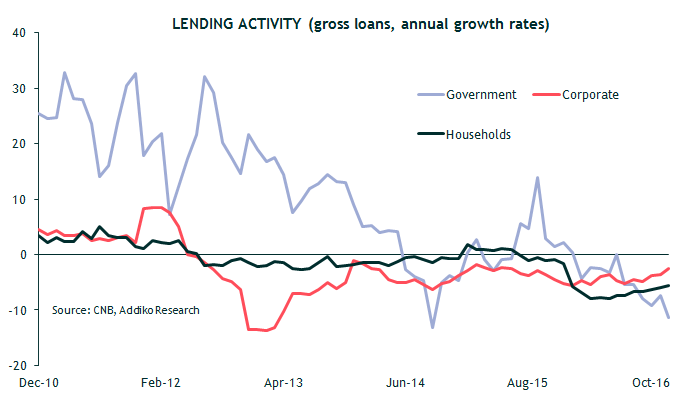 LENDING ACTIVITY (gross loans, annual growth rates)
40
30
20
10
0
-10
-20
Government
Corporate
Households
Source: CNB, Addiko Research
Dec-10 Feb-12 Apr-13 Jun-14 Aug-15 Oct-16